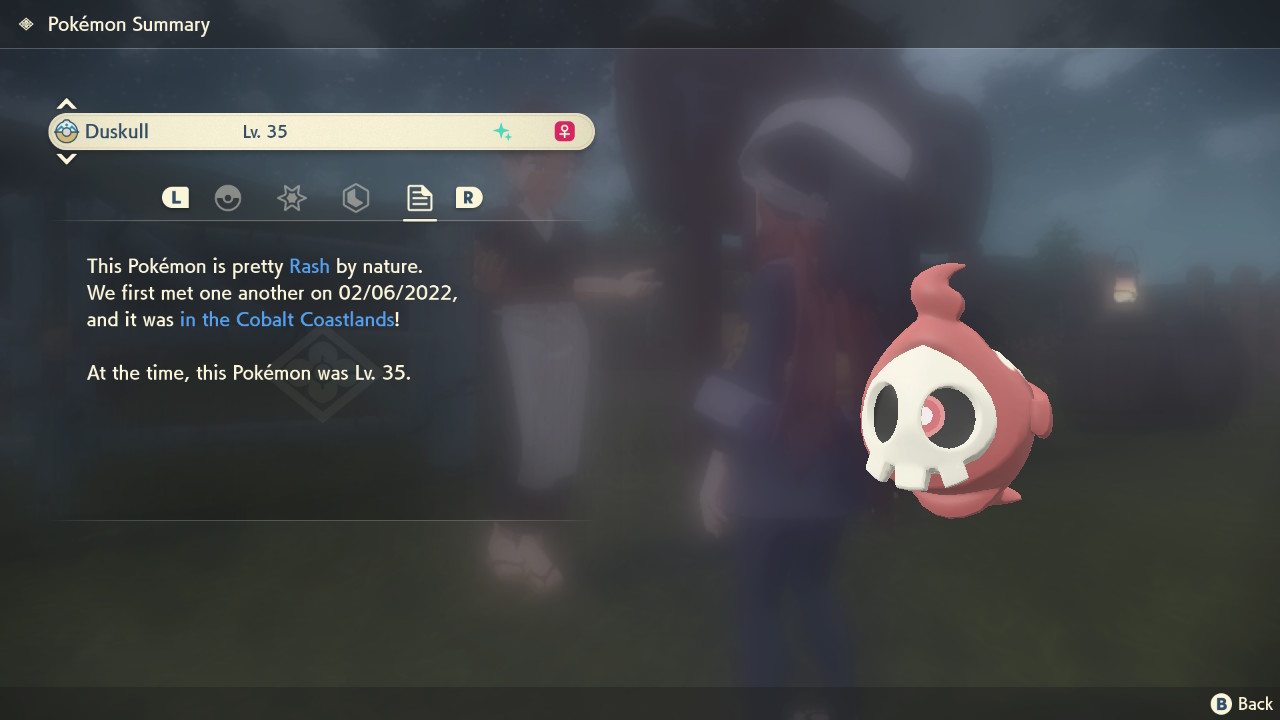 Pokémon Summary
Duskull Lv. 35
L R
This Pokémon is pretty Rash by nature.
We first met one another on 02/06/2022,
and it was in the Cobalt Coastlands!
At the time, this Pokémon was Lv. 35.
B Back